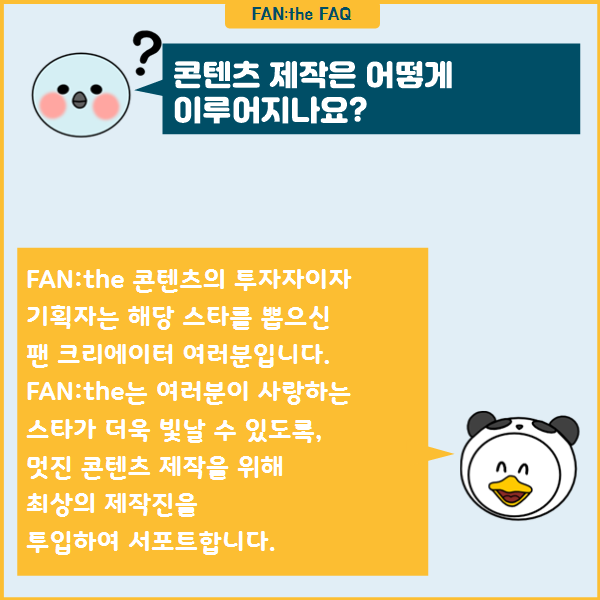 FAN:the FAQ
?
콘텐츠 제작은 어떻게
이루어지나요?
FAN:the 콘텐츠의 투자자이자
기획자는 해당 스타를 뽑으신
팬 크리에이터 여러분입니다.
FAN:the는 여러분이 사랑하는
스타가 더욱 빛날 수 있도록,
멋진 콘텐츠 제작을 위해
최상의 제작진을
투입하여 서포트합니다.